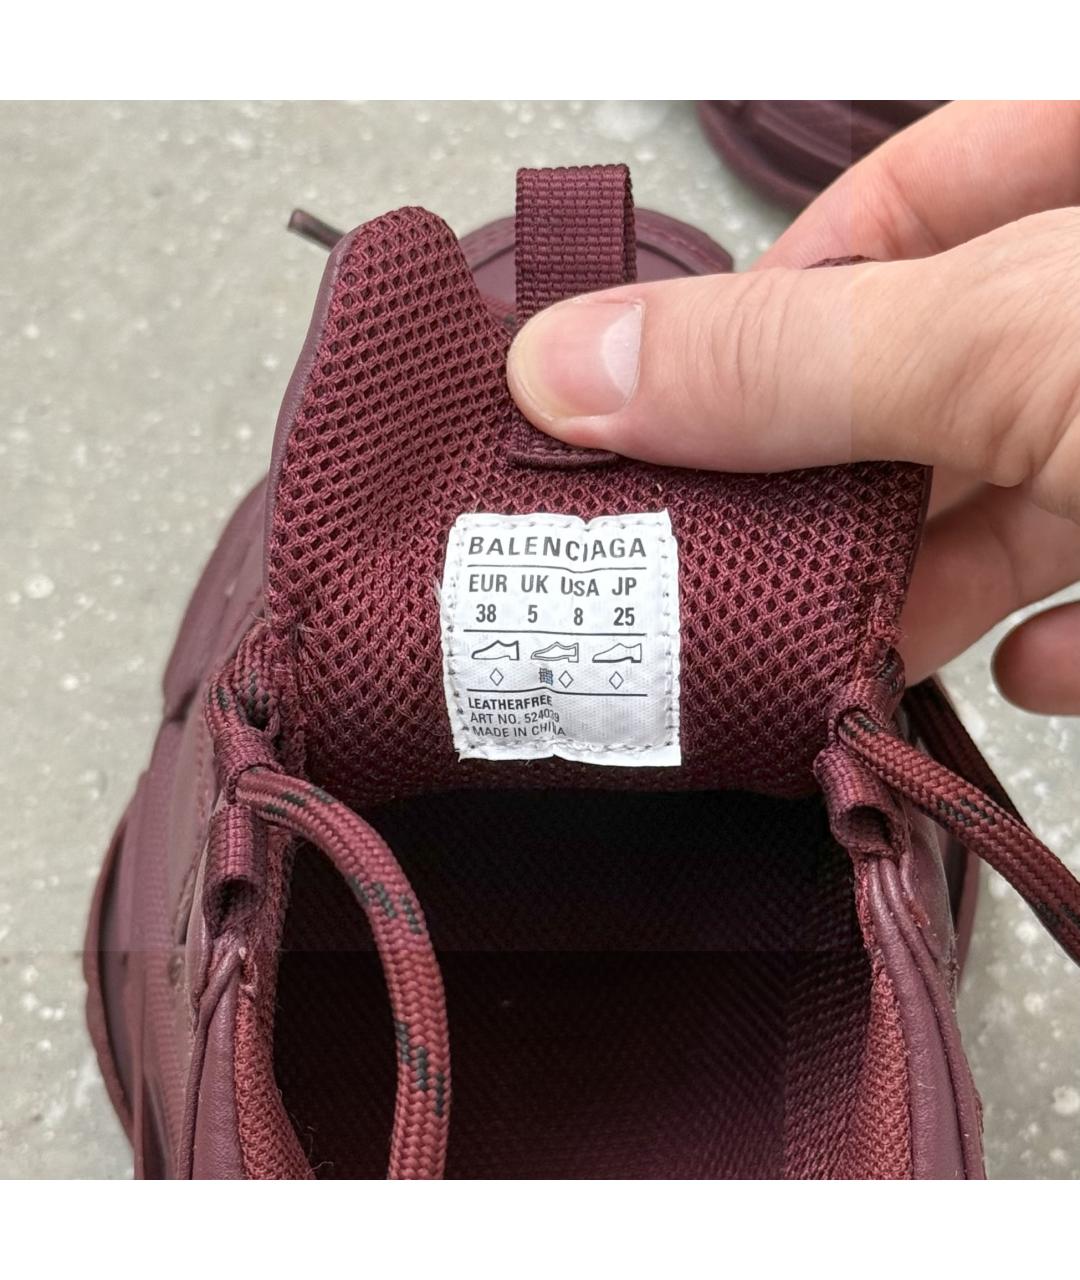 BALENCIAGA
EUR UK USA JP
38 5 8 25
LEATHERFREE
ART NO. 524039
MADE IN CHINA